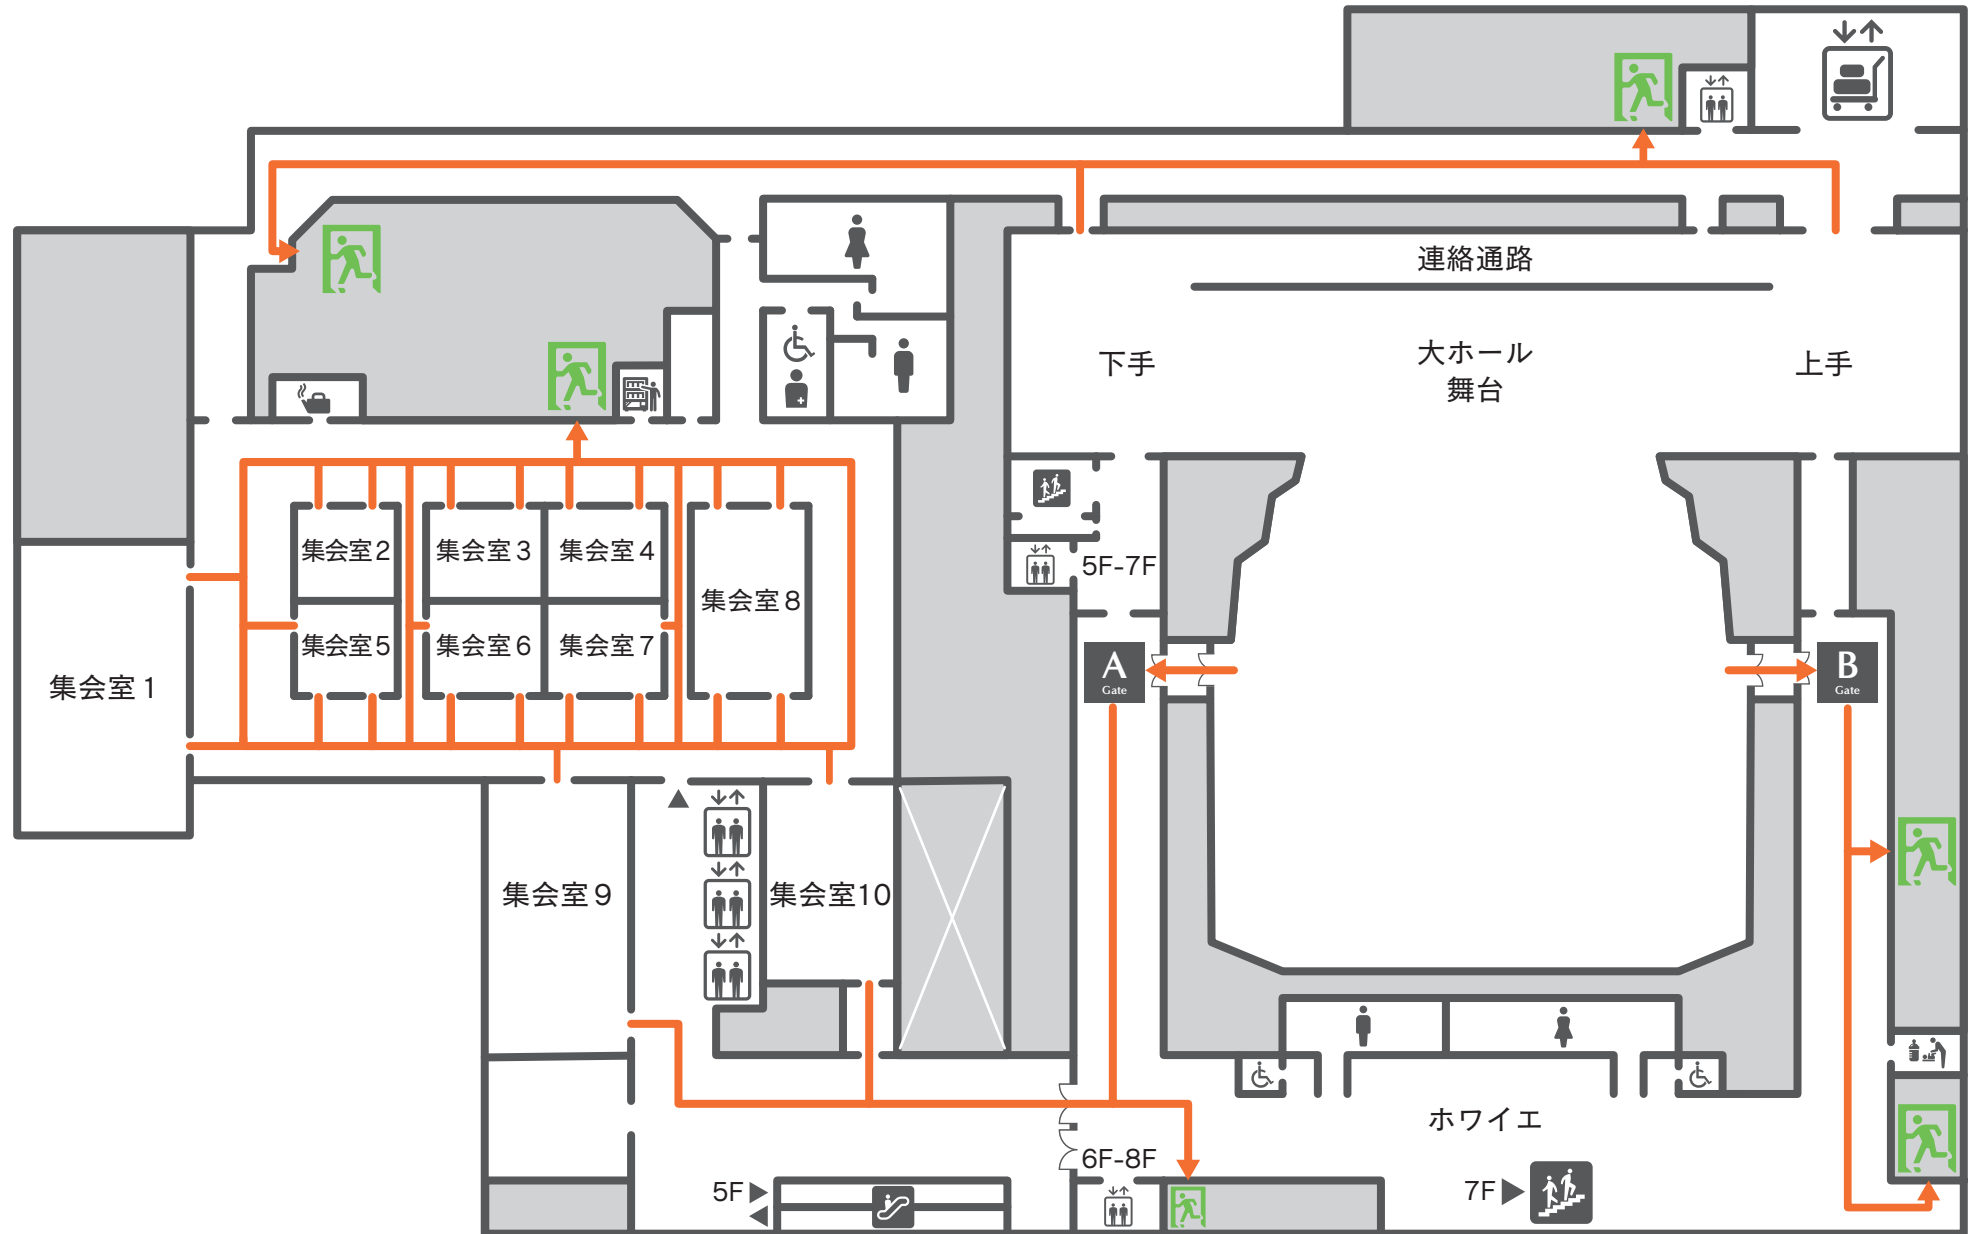 連絡通路
下手
大ホール
舞台
上手
集会室2
集会室3
集会室4
5F-7F
集会室8
集会室5
集会室6
集会室7
集会室1
A
Gate
B
Gate
集会室9
集会室10
ホワイエ
6F-8F
5F
7F